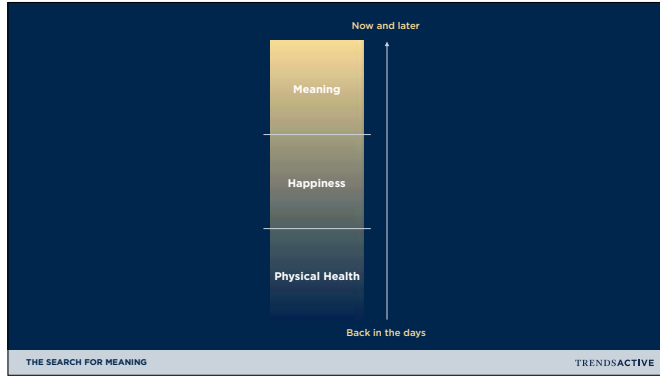 Now and later
Meaning
Happiness
Physical Health
Back in the days
THE SEARCH FOR MEANING
TRENDSACTIVE